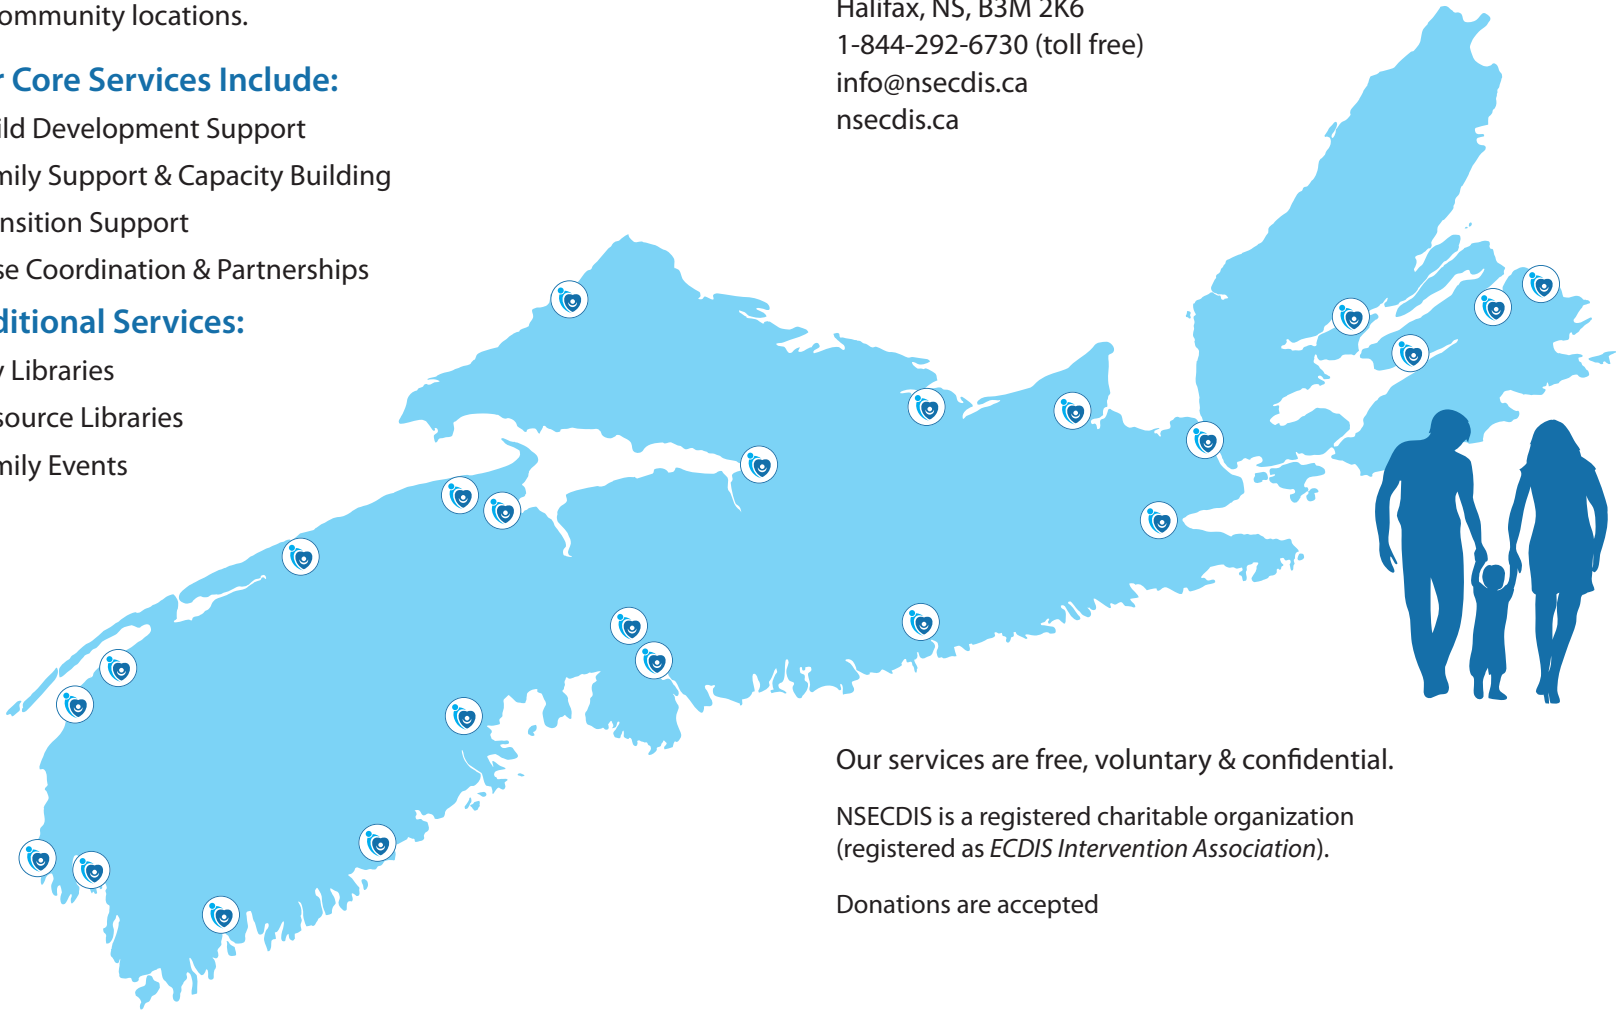 ommunity locations.
r Core Services Include:
ild Development Support
mily Support & Capacity Building
nsition Support
se Coordination & Partnerships
ditional Services:
y Libraries
source Libraries
mily Events
Halifax, NS, B3M 2K6
1-844-292-6730 (toll free)
info@nsecdis.ca
nsecdis.ca
Our services are free, voluntary & confidential.
NSECDIS is a registered charitable organization
(registered as ECDIS Intervention Association).
Donations are accepted